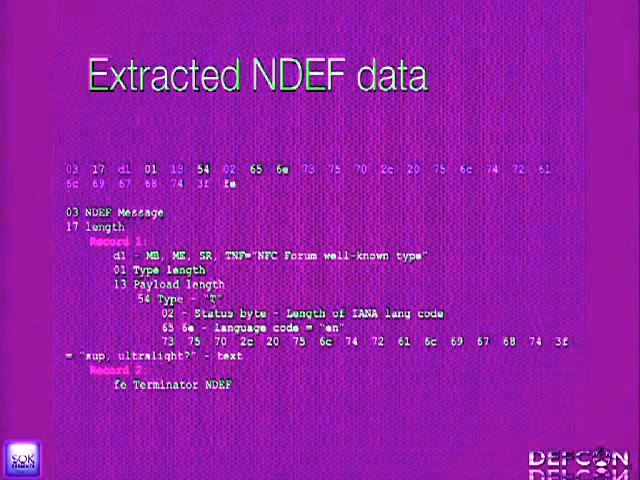 Extracted NDEF data
03 17 d1 01 13 54 02 65 6e 73 75 70 2c 20 75 6c 74 72 61
6c 69 67 68 74 3f fe
03 NDEF Message
17 length
Record 1:
d1 - MB, ME, SR, TNF="NFC Forum well-known type"
01 Type length
13 Payload length
54 Type - "T"
02 - Status byte - Length of IANA lang code
65 6e - language code = "en"
73 75 70 2c 20 75 6c 74 72 61 6c 69 67 68 74 3f
= "sup, ultralight?" - text
Record 2:
fe Terminator NDEF
SOK
DEFCON